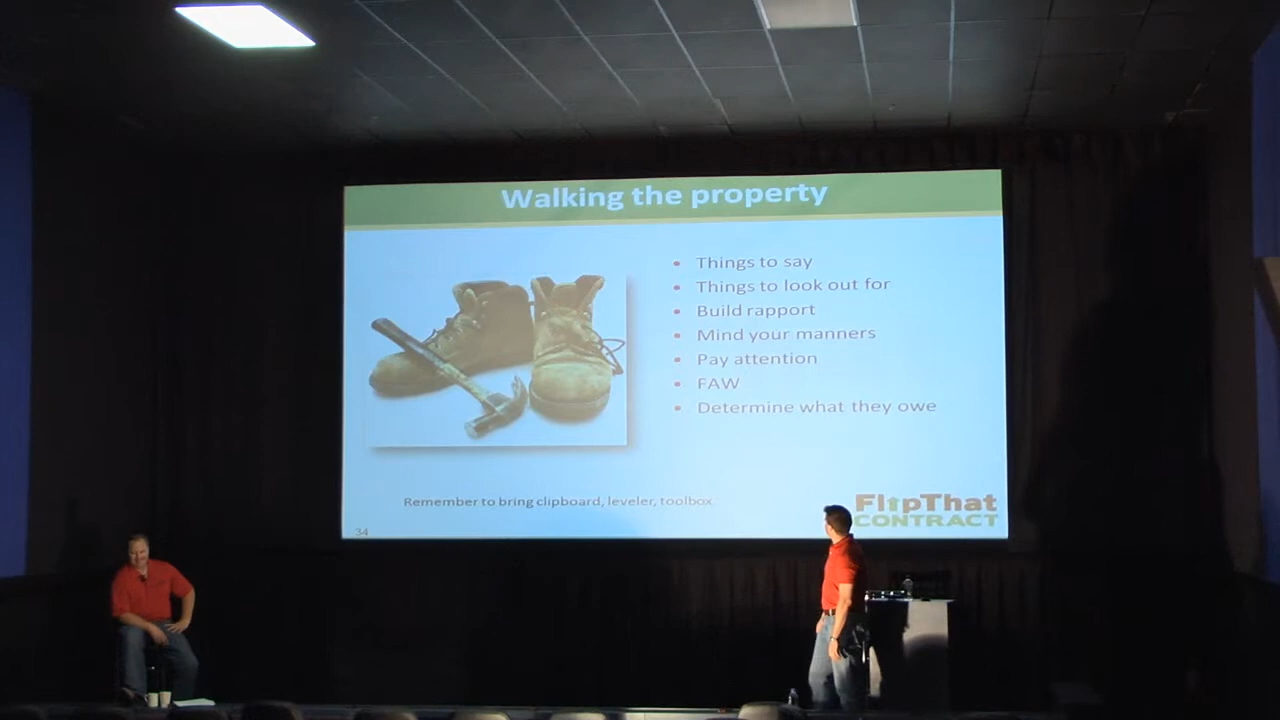 Walking the property
• Things to say
• Things to look out for
• Build rapport
• Mind your manners
• Pay attention
• FAW
• Determine what they owe
Remember to bring clipboard, leveler, toolbox.
FlipThat
CONTRACT
34